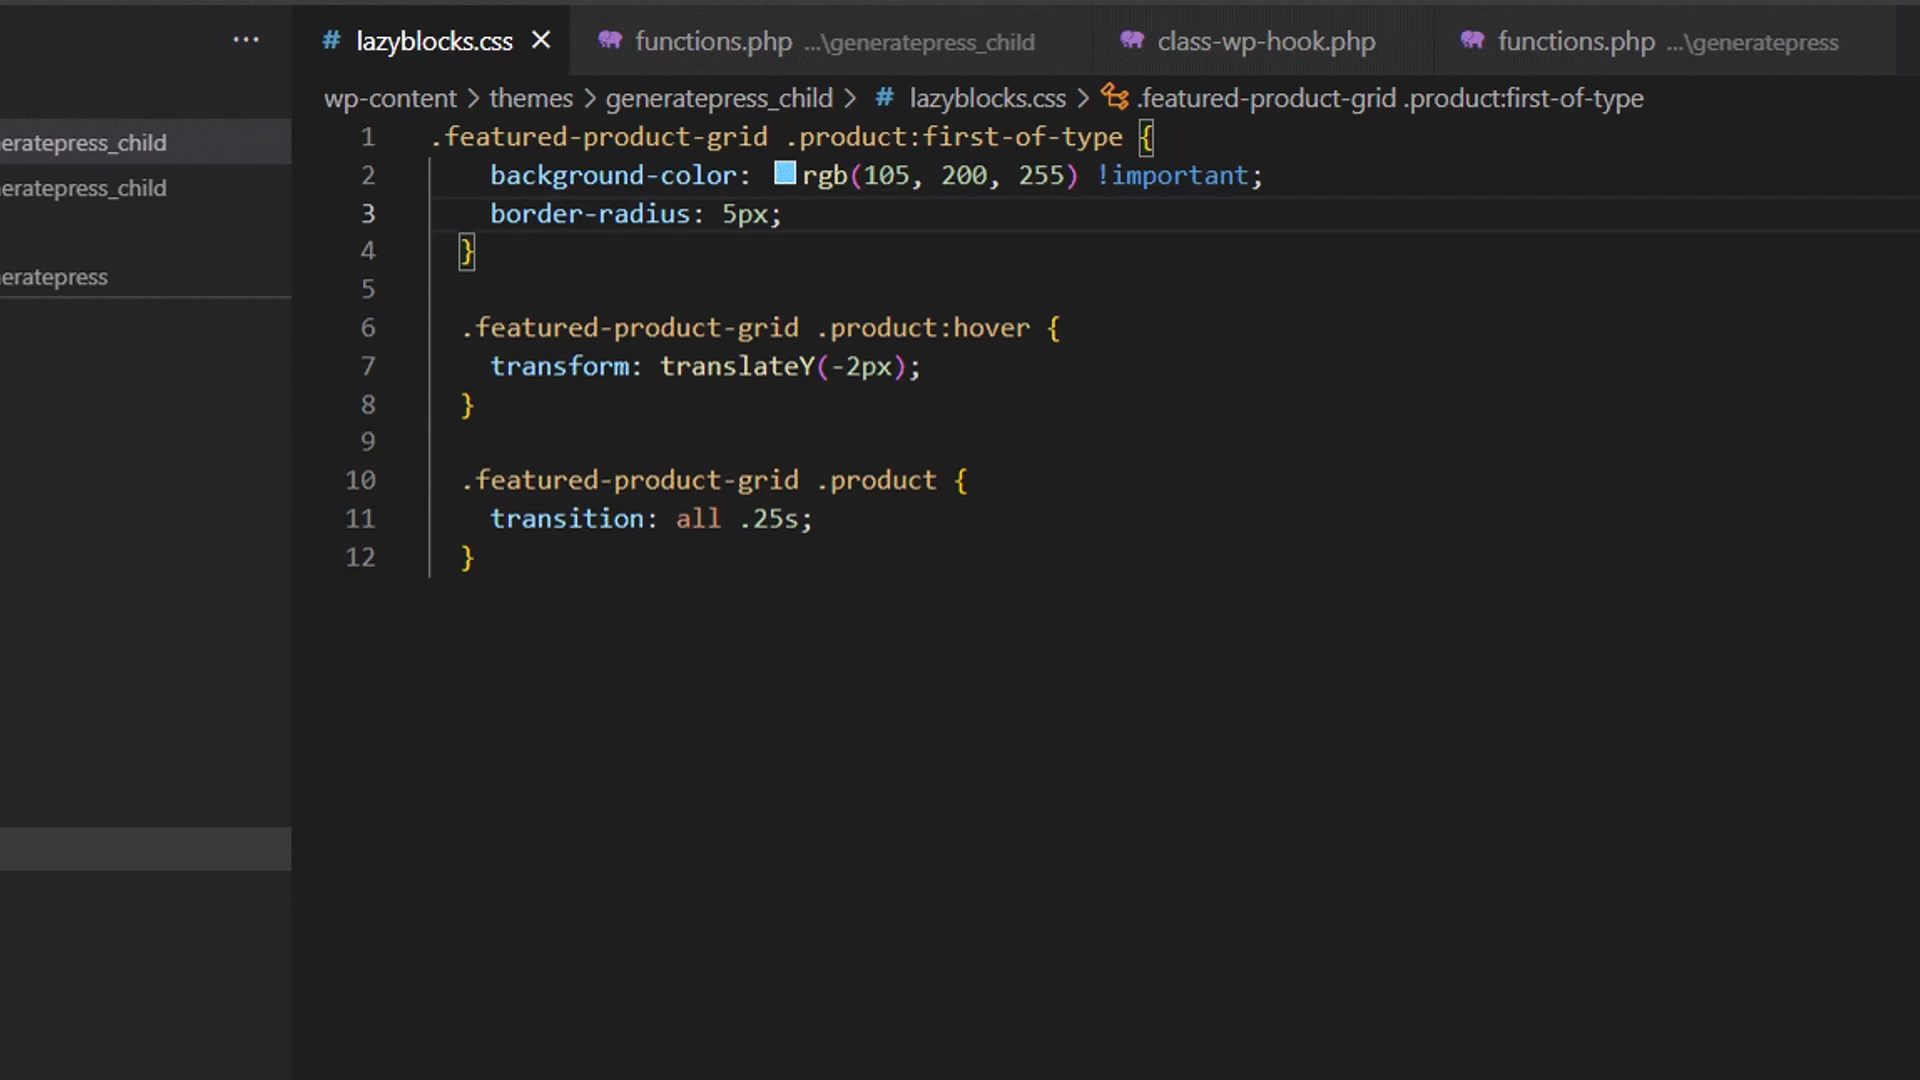 ... # lazyblocks.css × functions.php ...\generatepress_child class-wp-hook.php functions.php ...\generatepress
wp-content > themes > generatepress_child > # lazyblocks.css > .featured-product-grid .product:first-of-type
eratepress_child
eratepress_child
eratepress
1 .featured-product-grid .product:first-of-type {
2 background-color: rgb(105, 200, 255) !important;
3 border-radius: 5px;
4 }
5
6 .featured-product-grid .product:hover {
7 transform: translateY(-2px);
8 }
9
10 .featured-product-grid .product {
11 transition: all .25s;
12 }